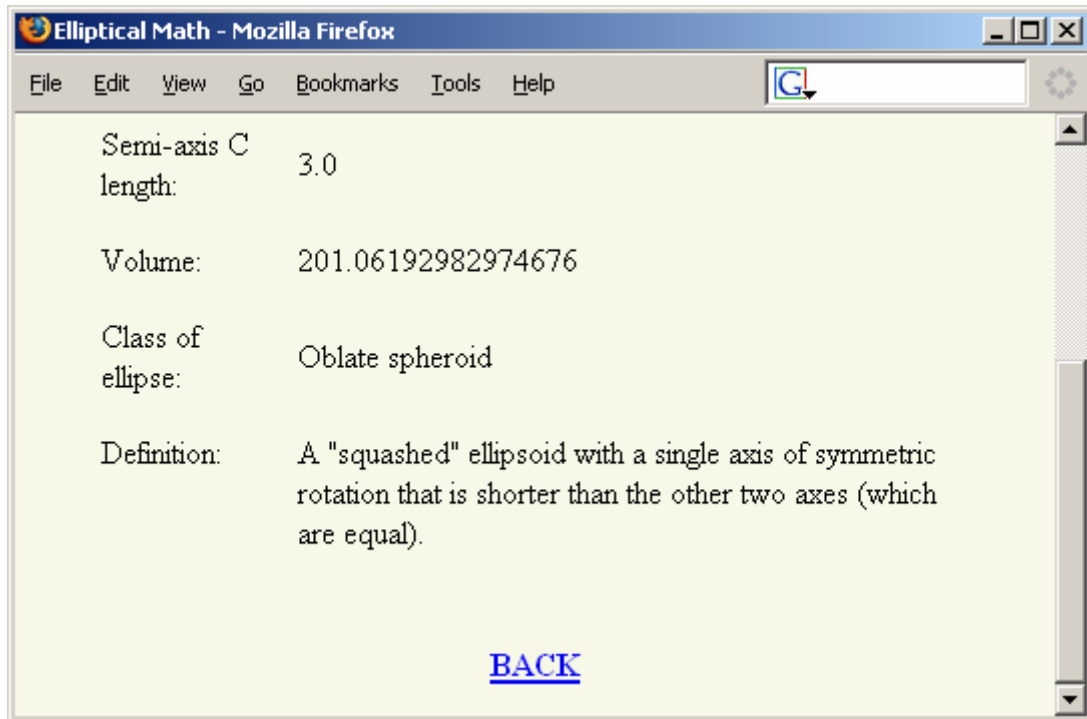 Elliptical Math - Mozilla Firefox
File Edit View Go Bookmarks Tools Help
G
Semi-axis C
length:
3.0
Volume:
201.06192982974676
Class of
ellipse:
Oblate spheroid
Definition:
A "squashed" ellipsoid with a single axis of symmetric
rotation that is shorter than the other two axes (which
are equal).
BACK